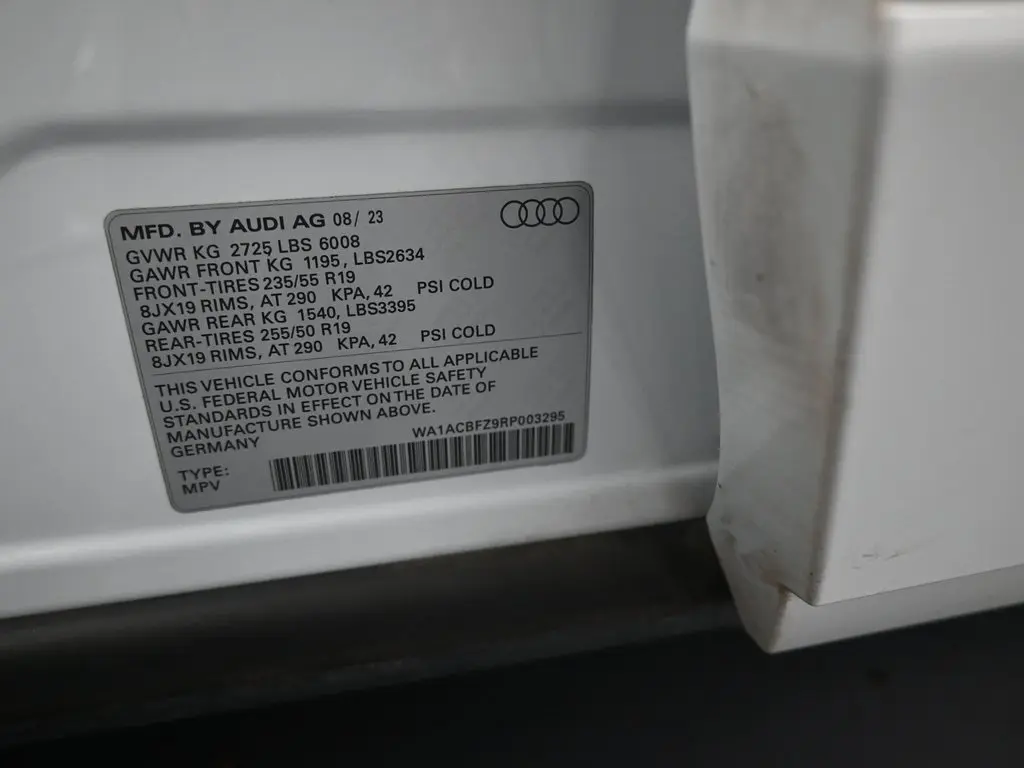 MFD. BY AUDI AG 08/ 23
GVWR KG 2725 LBS 6008
GAWR FRONT KG 1195, LBS2634
FRONT-TIRES 235/55 R19
8JX19 RIMS, AT 290 KPA, 42 PSI COLD
GAWR REAR KG 1540, LBS3395
REAR-TIRES 255/50 R19
8JX19 RIMS, AT 290 KPA, 42 PSI COLD
THIS VEHICLE CONFORMS TO ALL APPLICABLE
U.S. FEDERAL MOTOR VEHICLE SAFETY
STANDARDS IN EFFECT ON THE DATE OF
MANUFACTURE SHOWN ABOVE.
GERMANY
WA1ACBFZ9RP003295
TYPE:
MPV